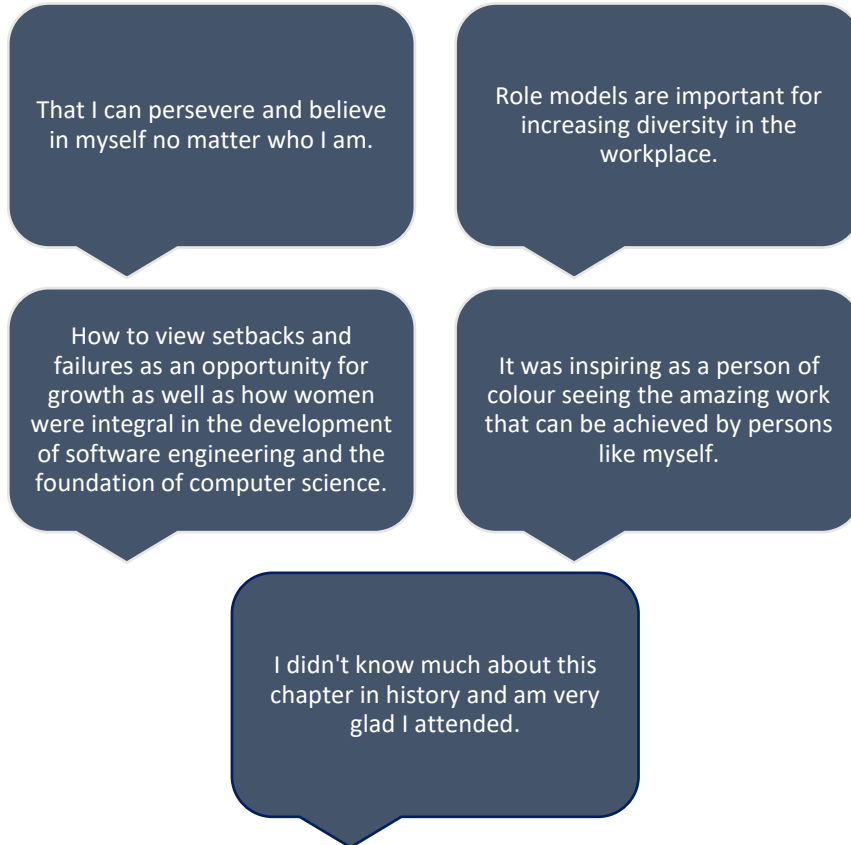 That I can persevere and believe
in myself no matter who I am.
Role models are important for
increasing diversity in the
workplace.
How to view setbacks and
failures as an opportunity for
growth as well as how women
were integral in the development
of software engineering and the
foundation of computer science.
It was inspiring as a person of
colour seeing the amazing work
that can be achieved by persons
like myself.
I didn't know much about this
chapter in history and am very
glad I attended.